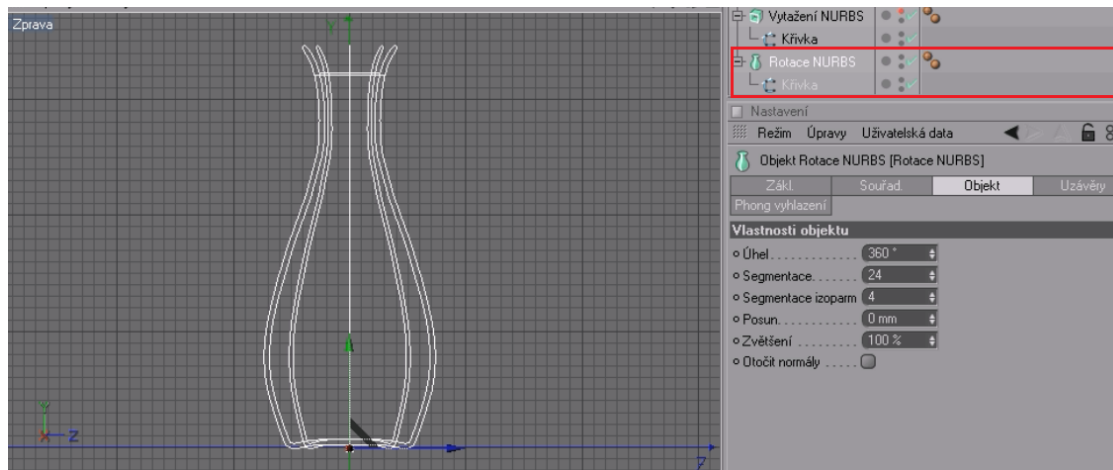 Zprava
Y
Z
Y
X Z
Vytažení NURBS
Křivka
Rotace NURBS
Křivka
Nastavení
Režim Úpravy Uživatelská data
Objekt Rotace NURBS [Rotace NURBS]
Zákl. Souřad. Objekt Uzávěry
Phong vyhlazení
Vlastnosti objektu
Úhel . . . . . . . . . . . . 360 °
Segmentace. . . . . . . 24
Segmentace izoparm 4
Posun. . . . . . . . . . . . 0 mm
Zvětšení . . . . . . . . . 100 %
Otočit normály . . . . .